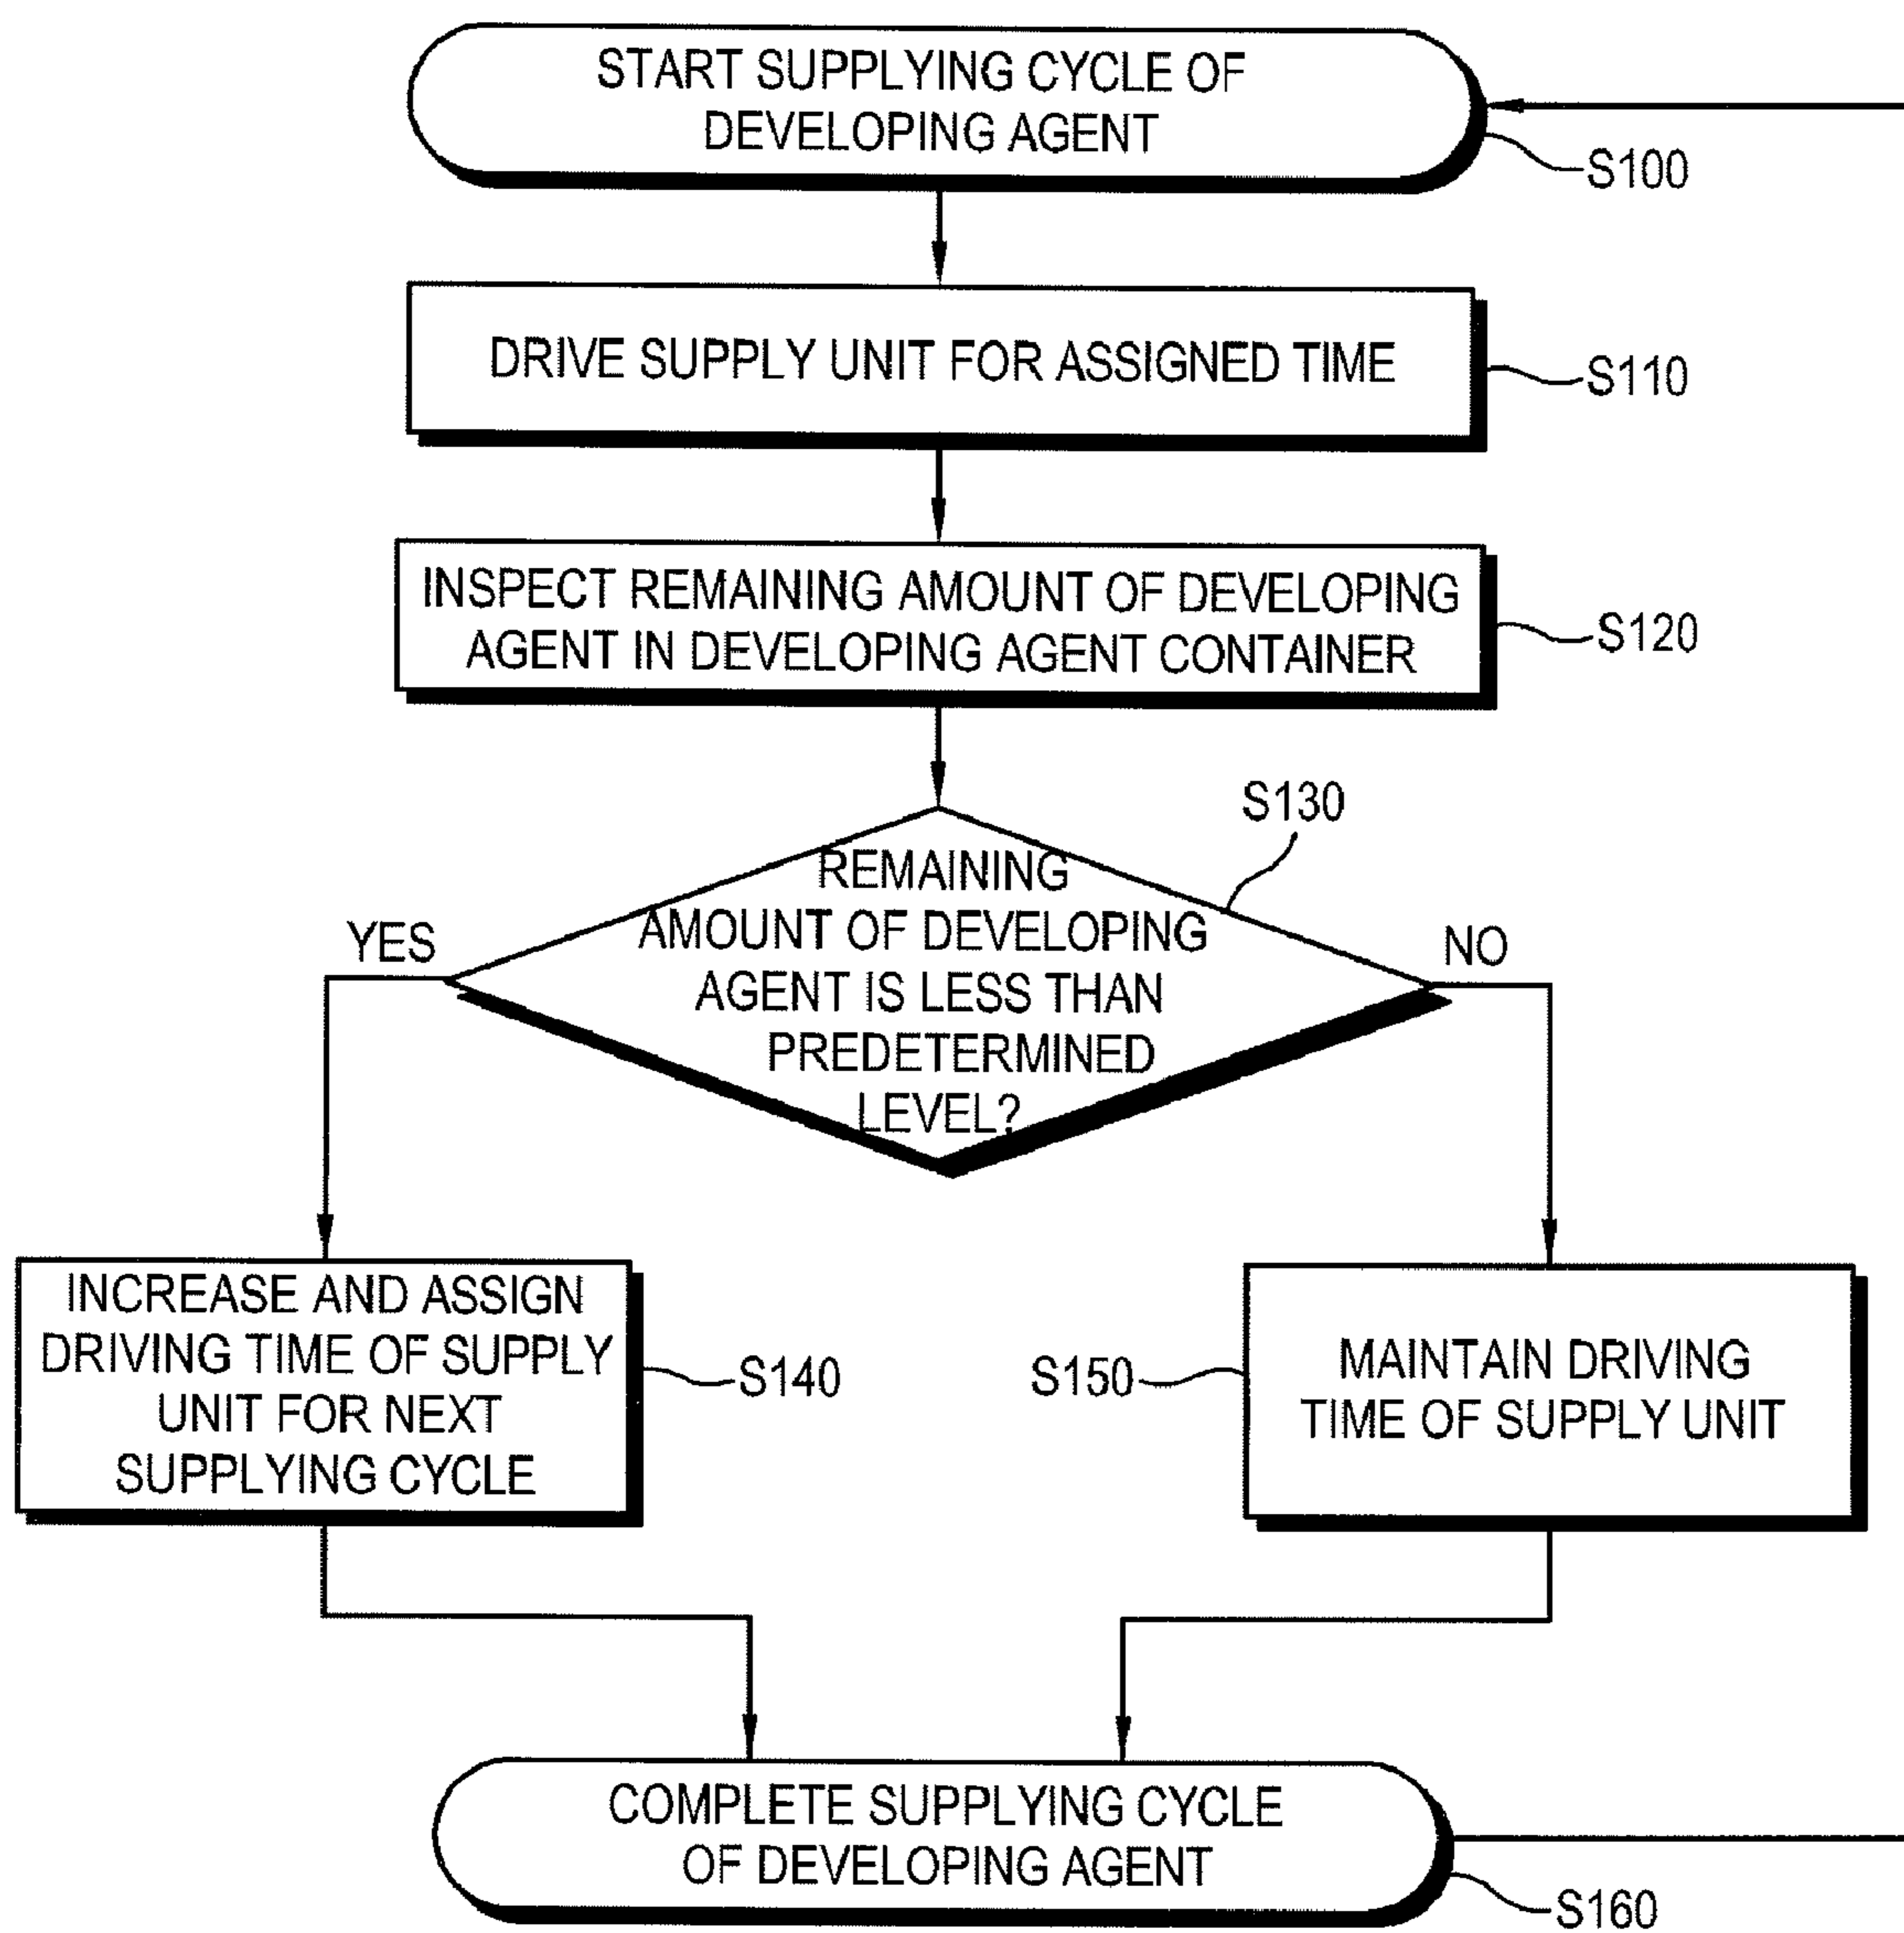 START SUPPLYING CYCLE OF
DEVELOPING AGENT
S100
DRIVE SUPPLY UNIT FOR ASSIGNED TIME
S110
INSPECT REMAINING AMOUNT OF DEVELOPING
AGENT IN DEVELOPING AGENT CONTAINER
S120
S130
REMAINING
AMOUNT OF DEVELOPING
AGENT IS LESS THAN
PREDETERMINED
LEVEL?
YES
NO
INCREASE AND ASSIGN
DRIVING TIME OF SUPPLY
UNIT FOR NEXT
SUPPLYING CYCLE
S140
S150
MAINTAIN DRIVING
TIME OF SUPPLY UNIT
COMPLETE SUPPLYING CYCLE
OF DEVELOPING AGENT
S160